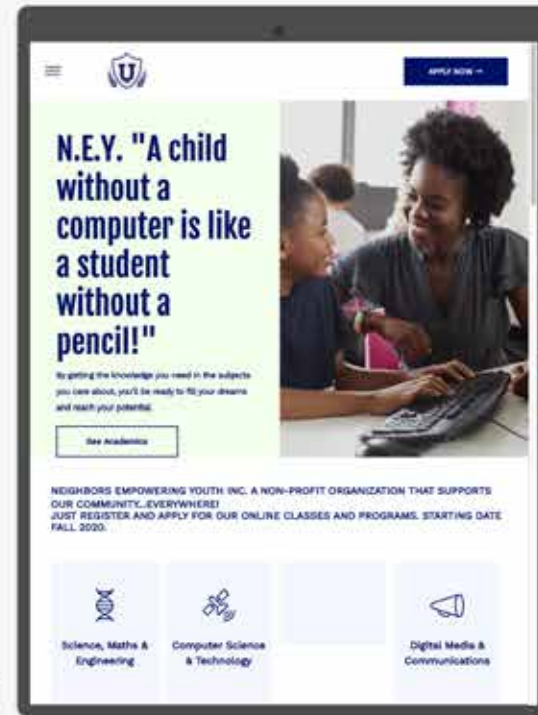 U
APPLY NOW →
N.E.Y. "A child
without a
computer is like
a student
without a
pencil!"
By getting the knowledge you need in the subjects
you care about, you'll be ready to fill your dreams
and reach your potential.
See Academics
NEIGHBORS EMPOWERING YOUTH INC. A NON-PROFIT ORGANIZATION THAT SUPPORTS
OUR COMMUNITY...EVERYWHERE!
JUST REGISTER AND APPLY FOR OUR ONLINE CLASSES AND PROGRAMS. STARTING DATE
FALL 2020.
Science, Maths &
Engineering
Computer Science
& Technology
Digital Media &
Communications